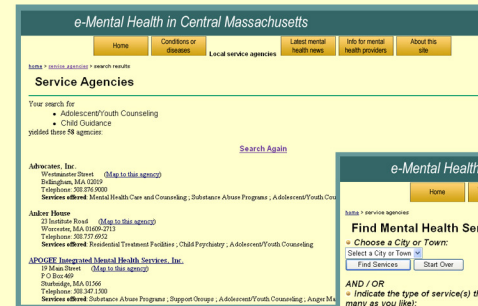 e-Mental Health in Central Massachusetts
Home
Conditions or diseases
Local service agencies
Latest mental health news
Info for mental health providers
About this site
home > service agencies > search results
Service Agencies
Your search for
Adolescent/Youth Counseling
Child Guidance
yielded these 58 agencies:
Search Again
Advocates, Inc.
Westminster Street (Map to this agency)
Bellingham, MA 02019
Telephone: 508.876.9000
Services offered: Mental Health Care and Counseling ; Substance Abuse Programs ; Adolescent/Youth Cou
Anker House
23 Institute Road (Map to this agency)
Worcester, MA 01609-2713
Telephone: 508.757.6952
Services offered: Residential Treatment Facilities ; Child Psychiatry ; Adolescent/Youth Counseling
APOGEE Integrated Mental Health Services, Inc.
19 Main Street (Map to this agency)
P O Box 469
Sturbridge, MA 01566
Telephone: 508.347.1500
Services offered: Substance Abuse Programs ; Support Groups ; Adolescent/Youth Counseling ; Anger Ma
e-Mental Health
Home
home > service agencies
Find Mental Health Se
Choose a City or Town:
Select a City or Town
Find Services
Start Over
AND / OR
Indicate the type of service(s) th
many as you like):